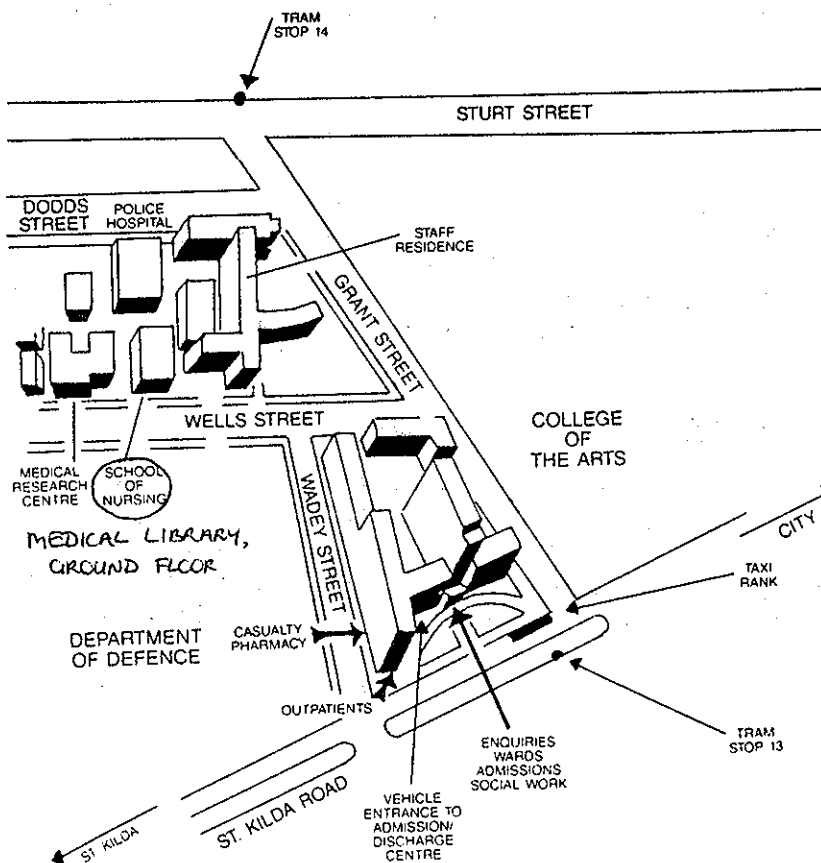 TRAM
STOP 14
STURT STREET
DODDS
STREET
POLICE
HOSPITAL
STAFF
RESIDENCE
GRANT STREET
WELLS STREET
COLLEGE
OF
THE ARTS
MEDICAL
RESEARCH
CENTRE
SCHOOL
OF
NURSING
MEDICAL LIBRARY,
GROUND FLOOR
WADEY STREET
CITY
TAXI
RANK
CASUALTY
PHARMACY
DEPARTMENT
OF DEFENCE
OUTPATIENTS
TRAM
STOP 13
ENQUIRIES
WARDS
ADMISSIONS
SOCIAL WORK
VEHICLE
ENTRANCE TO
ADMISSION/
DISCHARGE
CENTRE
ST. KILDA
ST. KILDA ROAD